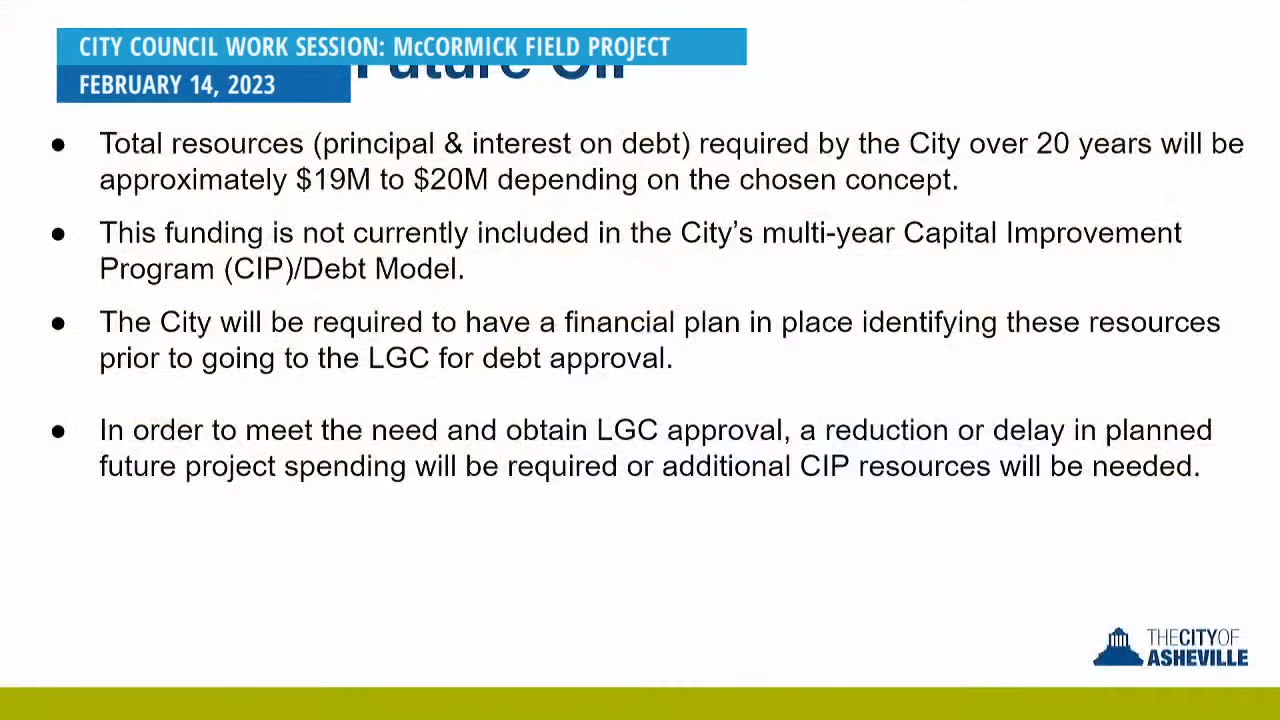 CITY COUNCIL WORK SESSION: McCORMICK FIELD PROJECT
FEBRUARY 14, 2023
● Total resources (principal & interest on debt) required by the City over 20 years will be
approximately $19M to $20M depending on the chosen concept.
● This funding is not currently included in the City’s multi-year Capital Improvement
Program (CIP)/Debt Model.
● The City will be required to have a financial plan in place identifying these resources
prior to going to the LGC for debt approval.
● In order to meet the need and obtain LGC approval, a reduction or delay in planned
future project spending will be required or additional CIP resources will be needed.
THE CITY OF
ASHEVILLE